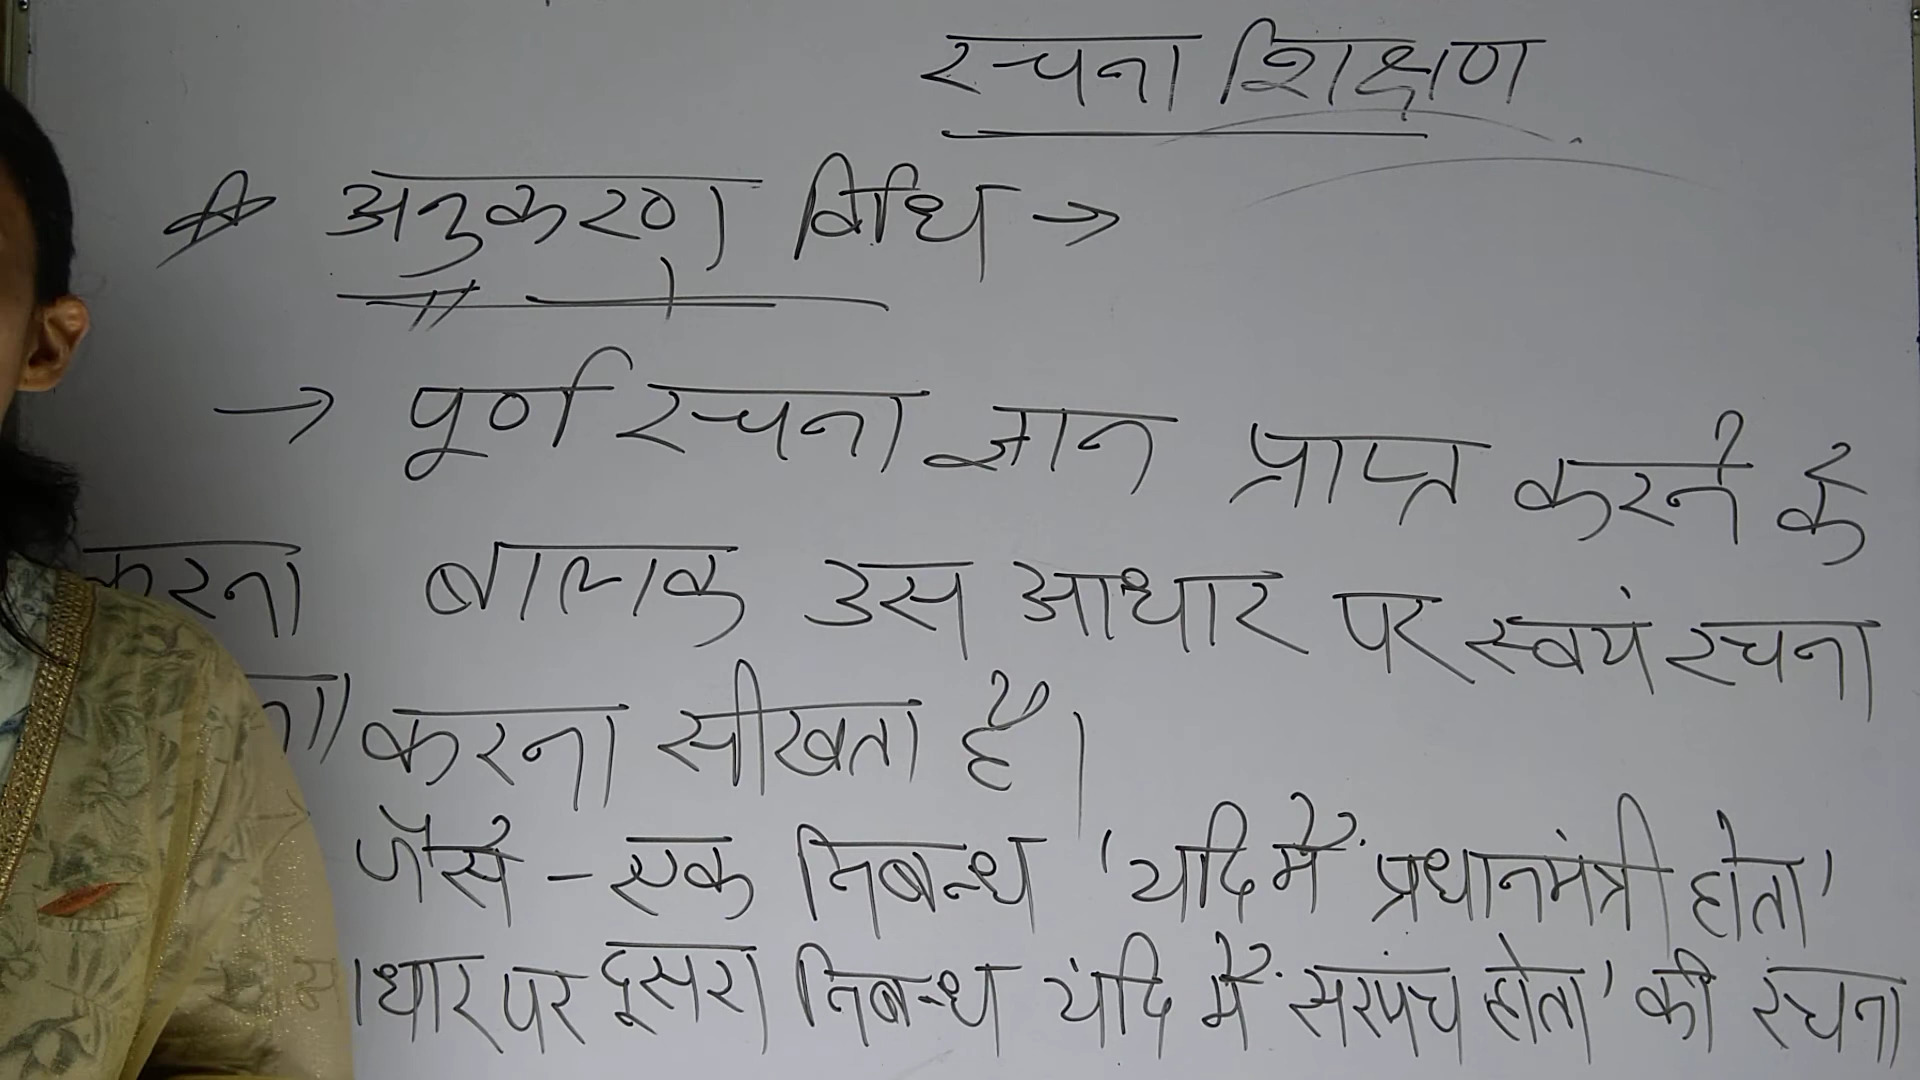 रचना शिक्षण
अनुकरण विधि →
→ पूर्ण रचना ज्ञान प्राप्त करने के
करना बालक उस आधार पर स्वयं रचना
करना सीखता है।
जैसे - एक निबन्ध 'यदि मैं प्रधानमंत्री होता'
ाधार पर दूसरा निबन्ध यदि मैं सरपंच होता' की रचना